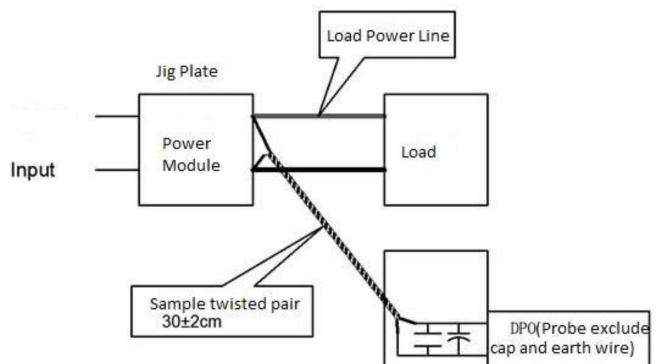 Load Power Line
Jig Plate
Power
Module
Load
Input
Sample twisted pair
30±2cm
DPO(Probe exclude
cap and earth wire)